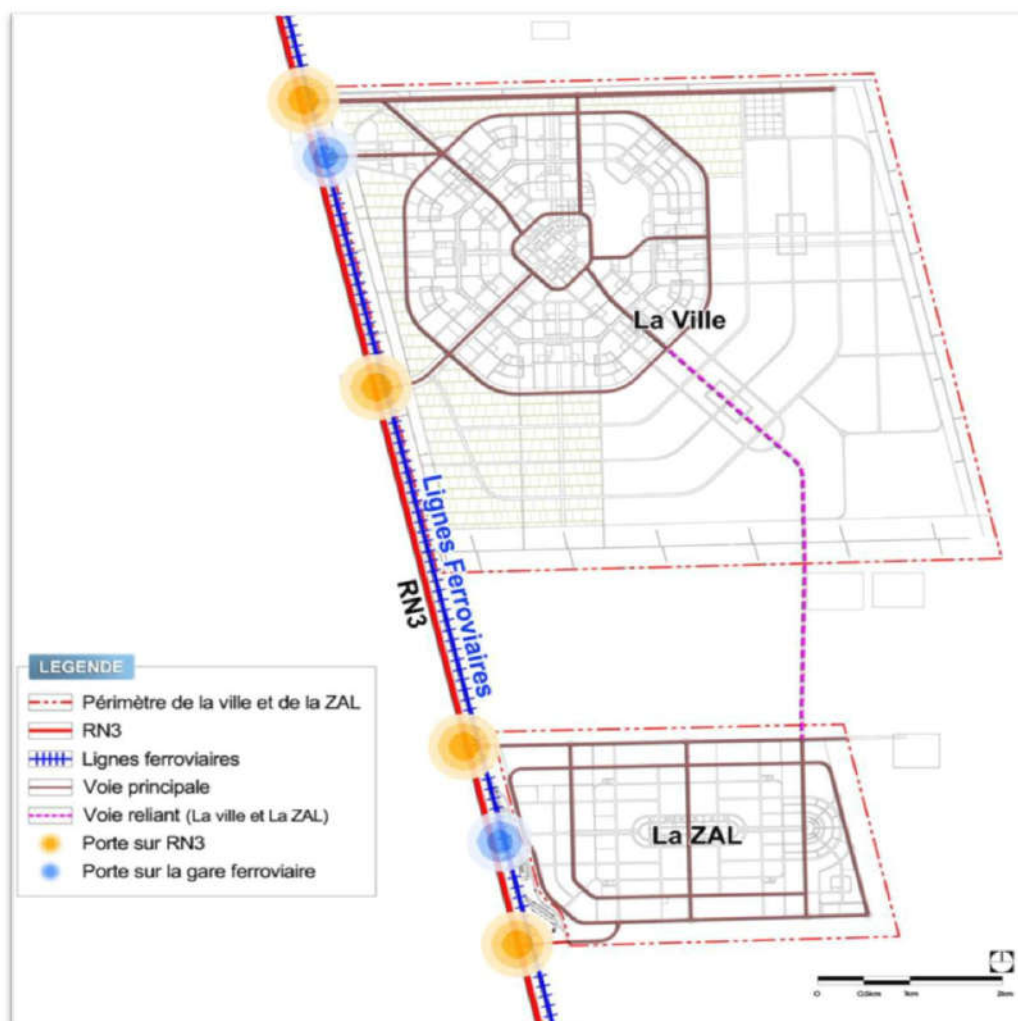 La Ville
Lignes Ferroviaires
RN3
LEGENDE
Périmètre de la ville et de la ZAL
RN3
Lignes ferroviaires
Voie principale
Voie reliant (La ville et La ZAL)
Porte sur RN3
Porte sur la gare ferroviaire
La ZAL
0 0,5km 1km 2km